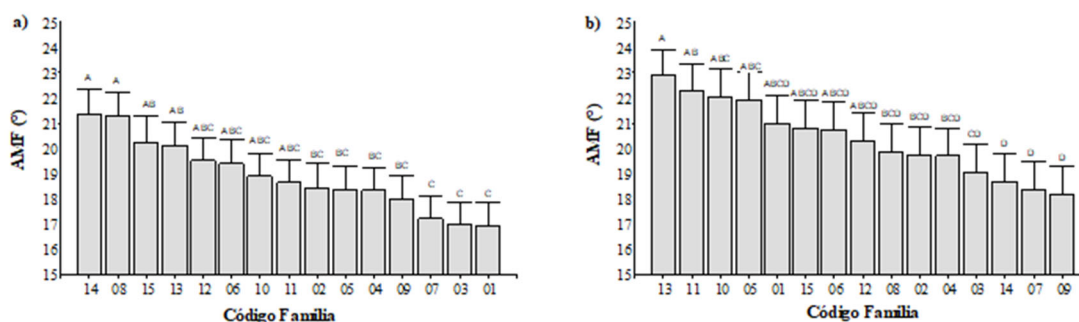 a)
AMF (°)
25
24
23
22
21
20
19
18
17
16
15
A A AB AB ABC ABC ABC ABC BC BC BC BC C C C
14 08 15 13 12 06 10 11 02 05 04 09 07 03 01
Código Família
b)
AMF (°)
25
24
23
22
21
20
19
18
17
16
15
A AB ABC ABC ABCD ABCD ABCD ABCD BCD BCD BCD CD D D D
13 11 10 05 01 15 06 12 08 02 04 03 14 07 09
Código Família